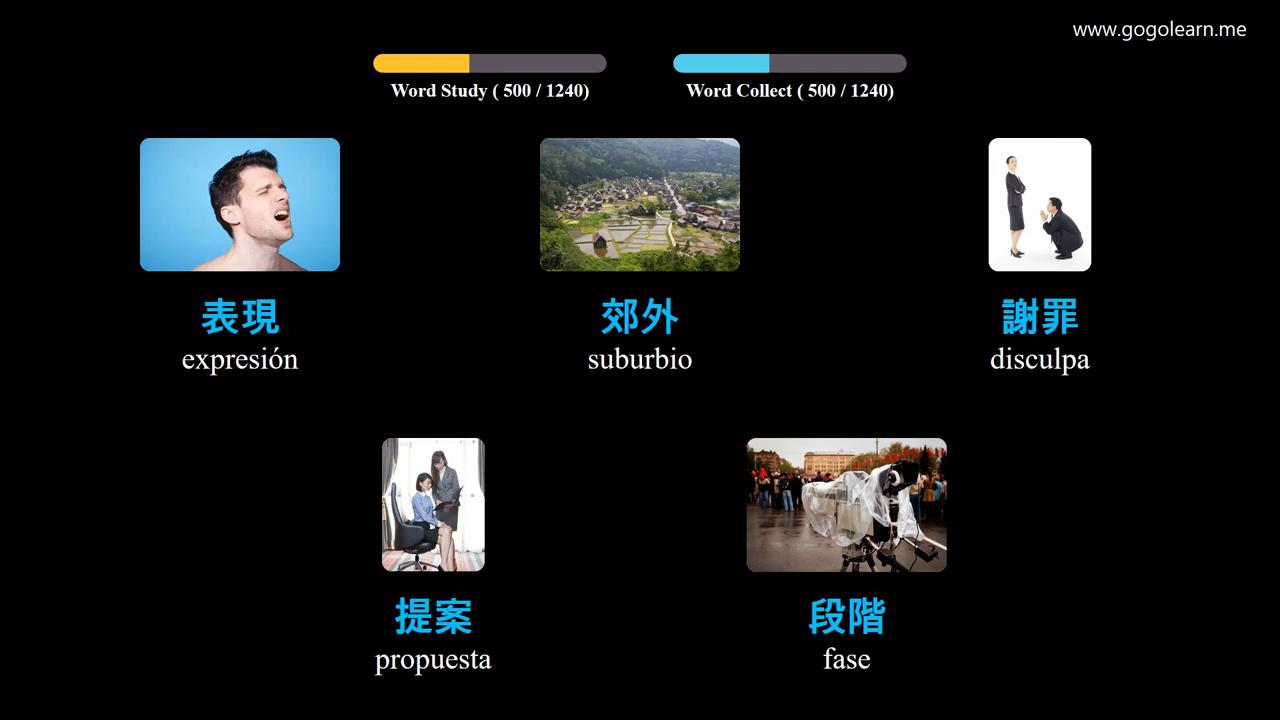 www.gogolearn.me
Word Study ( 500 / 1240)
Word Collect ( 500 / 1240)
表現
expresión
郊外
suburbio
謝罪
disculpa
提案
propuesta
段階
fase